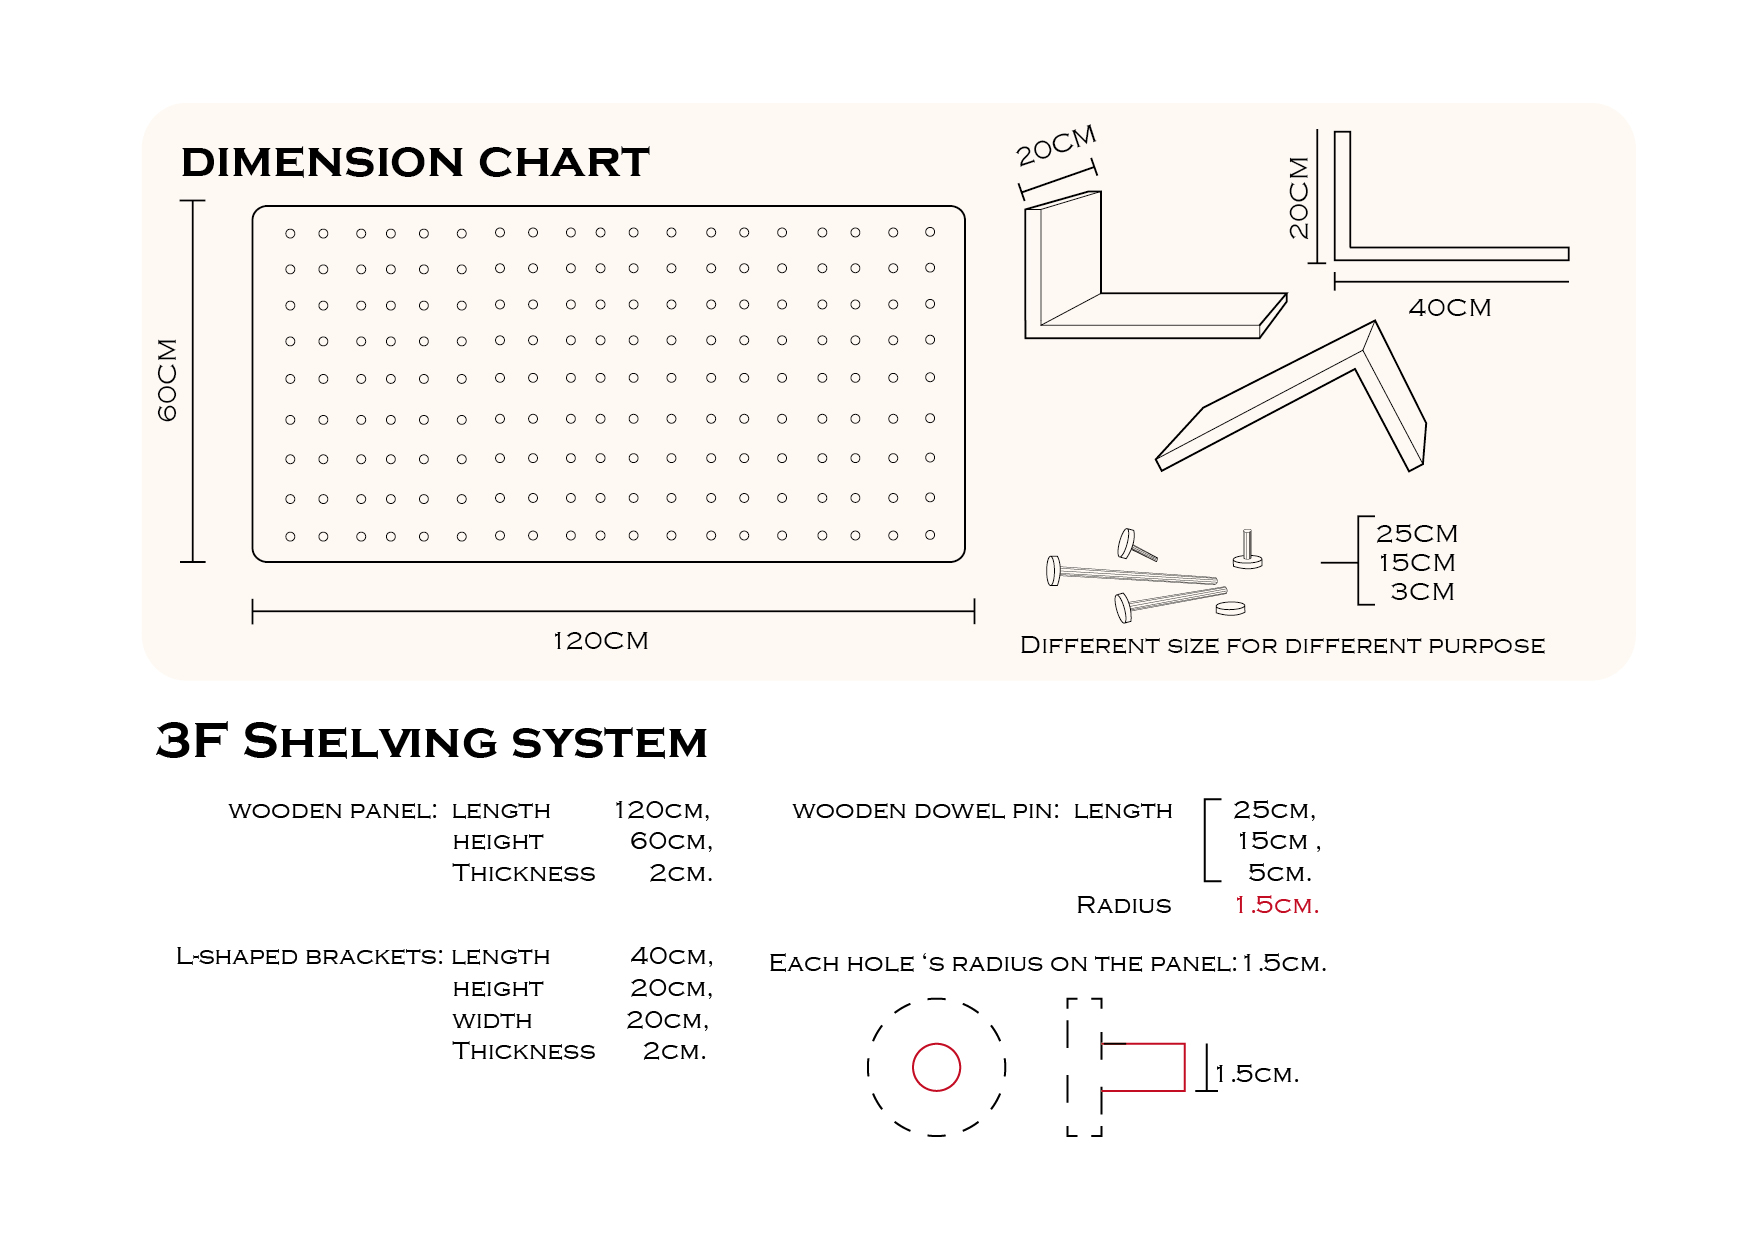 DIMENSION CHART
60CM
120CM
20CM
20CM
40CM
25CM
15CM
3CM
DIFFERENT SIZE FOR DIFFERENT PURPOSE
3F SHELVING SYSTEM
WOODEN PANEL: LENGTH 120CM,
HEIGHT 60CM,
THICKNESS 2CM.
L-SHAPED BRACKETS: LENGTH 40CM,
HEIGHT 20CM,
WIDTH 20CM,
THICKNESS 2CM.
WOODEN DOWEL PIN: LENGTH 25CM,
15CM ,
5CM.
RADIUS 1.5CM.
EACH HOLE ‘S RADIUS ON THE PANEL:1.5CM.
1.5CM.